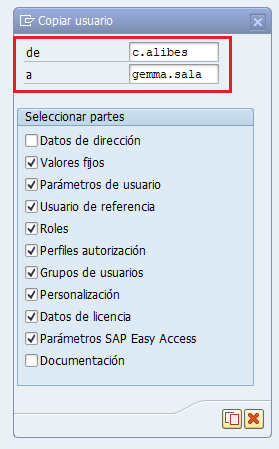 Copiar usuario
de c.alibes
a gemma.sala
Seleccionar partes
Datos de dirección
Valores fijos
Parámetros de usuario
Usuario de referencia
Roles
Perfiles autorización
Grupos de usuarios
Personalización
Datos de licencia
Parámetros SAP Easy Access
Documentación